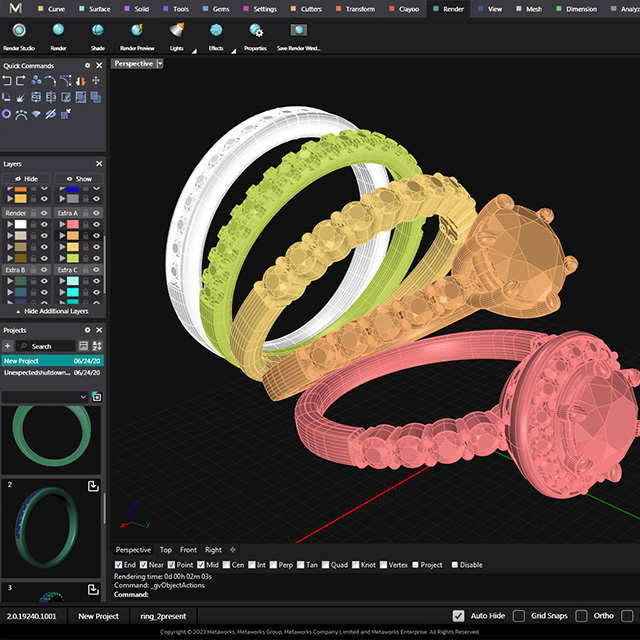 M Curve Surface Solid Tools Gems Settings Cutters Transform Clayoo Render View Mesh Dimension Analyz
Render Studio Render Shade Render Preview Lights Effects Properties Save Render Wind...
Quick Commands
Perspective
Layers
Hide Show
Render Extra A
Extra B Extra C
Hide Additional Layers
Projects
Search
New Project 06/24/20
Unexpectedshutdown... 06/24/20
2
3
Perspective Top Front Right
End Near Point Mid Cen Int Perp Tan Quad Knot Vertex Project Disable
Rendering time: 0d 00h 02m 03s
Command: _gvObjectActions
Command:
2.0.19240.1001 New Project ring_2present Auto Hide Grid Snaps Ortho
Copyright © 2023 Metaworks, Metaworks Group, Metaworks Company Limited and Metaworks Enterprise. All Rights Reserved.